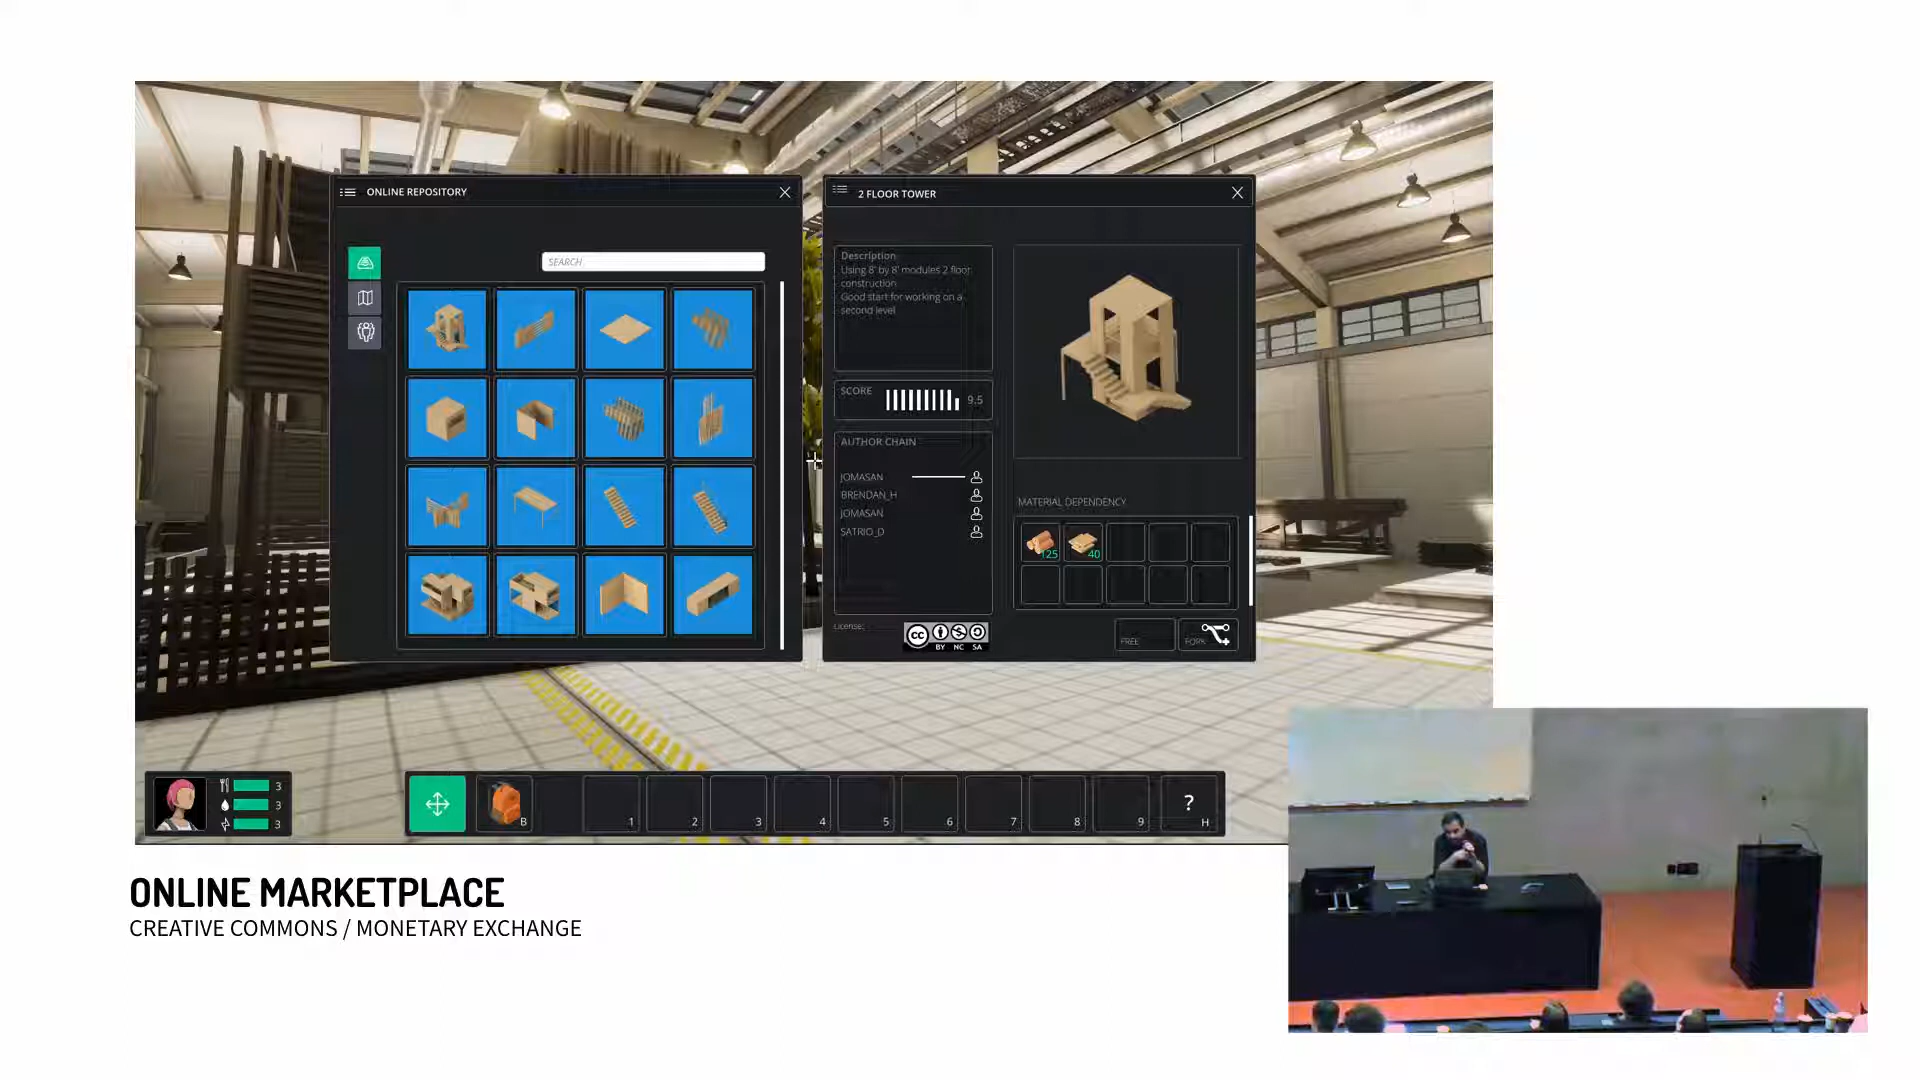 ONLINE REPOSITORY
SEARCH
2 FLOOR TOWER
Description
Using 8' by 8' modules 2 floor
construction
Good start for working on a
second level
SCORE
9.5
AUTHOR CHAIN
JOMASAN
BRENDAN_H
JOMASAN
SATRIO_D
MATERIAL DEPENDENCY
125
40
License:
CC
BY NC SA
FREE
FORK
3
3
3
B
1
2
3
4
5
6
7
8
9
?
H
ONLINE MARKETPLACE
CREATIVE COMMONS / MONETARY EXCHANGE